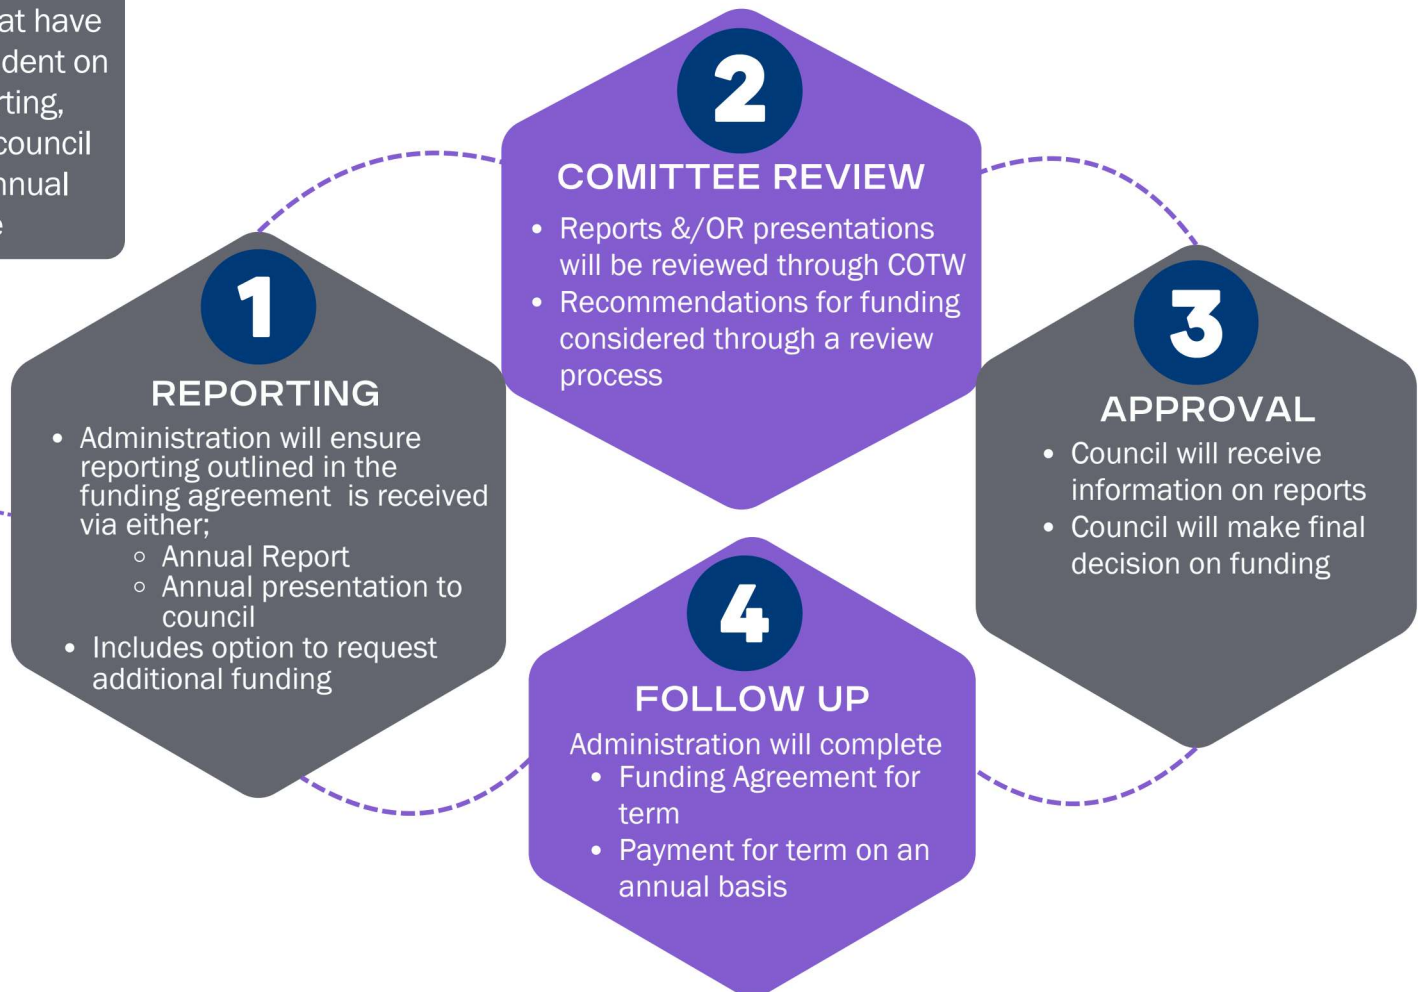 at have
dent on
rting,
council
nnual
e
1
REPORTING
• Administration will ensure
reporting outlined in the
funding agreement is received
via either;
◦ Annual Report
◦ Annual presentation to
council
• Includes option to request
additional funding
2
COMITTEE REVIEW
• Reports &/OR presentations
will be reviewed through COTW
• Recommendations for funding
considered through a review
process
3
APPROVAL
• Council will receive
information on reports
• Council will make final
decision on funding
4
FOLLOW UP
Administration will complete
• Funding Agreement for
term
• Payment for term on an
annual basis